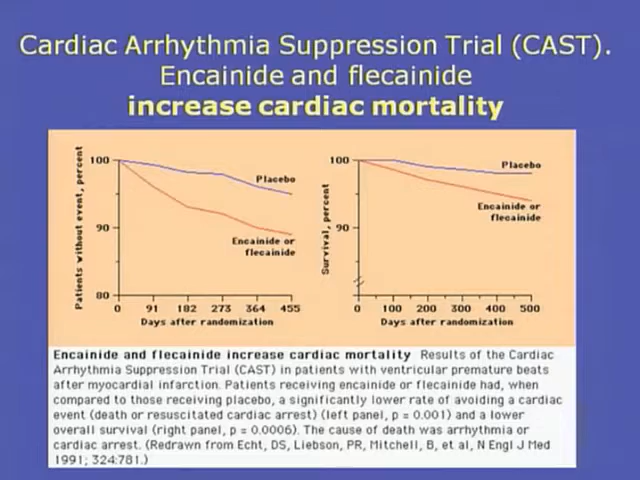 Cardiac Arrhythmia Suppression Trial (CAST).
Encainide and flecainide
increase cardiac mortality
Patients without event, percent
100
90
80
Placebo
Encainide or
flecainide
0 91 182 273 364 455
Days after randomization
Survival, percent
100
90
Placebo
Encainide or
flecainide
0 100 200 300 400 500
Days after randomization
Encainide and flecainide increase cardiac mortality Results of the Cardiac
Arrhythmia Suppression Trial (CAST) in patients with ventricular premature beats
after myocardial infarction. Patients receiving encainide or flecainide had, when
compared to those receiving placebo, a significantly lower rate of avoiding a cardiac
event (death or resuscitated cardiac arrest) (left panel, p = 0.001) and a lower
overall survival (right panel, p = 0.0006). The cause of death was arrhythmia or
cardiac arrest. (Redrawn from Echt, DS, Liebson, PR, Mitchell, B, et al, N Engl J Med
1991; 324:781.)